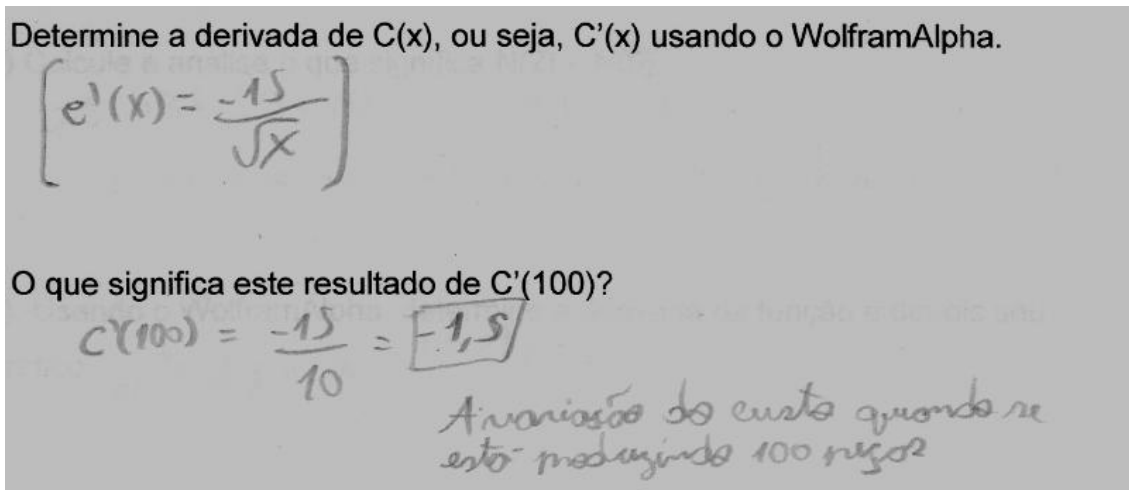 Determine a derivada de C(x), ou seja, C'(x) usando o WolframAlpha.
e'(x) = -15/√x
O que significa este resultado de C'(100)?
C'(100) = -15/10 = -1,5
A variasão do custo quando se
está produzindo 100 peças